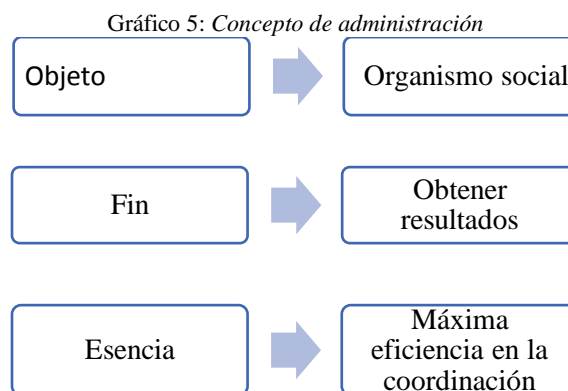 Gráfico 5: Concepto de administración
Objeto
Organismo social
Fin
Obtener
resultados
Esencia
Máxima
eficiencia en la
coordinación